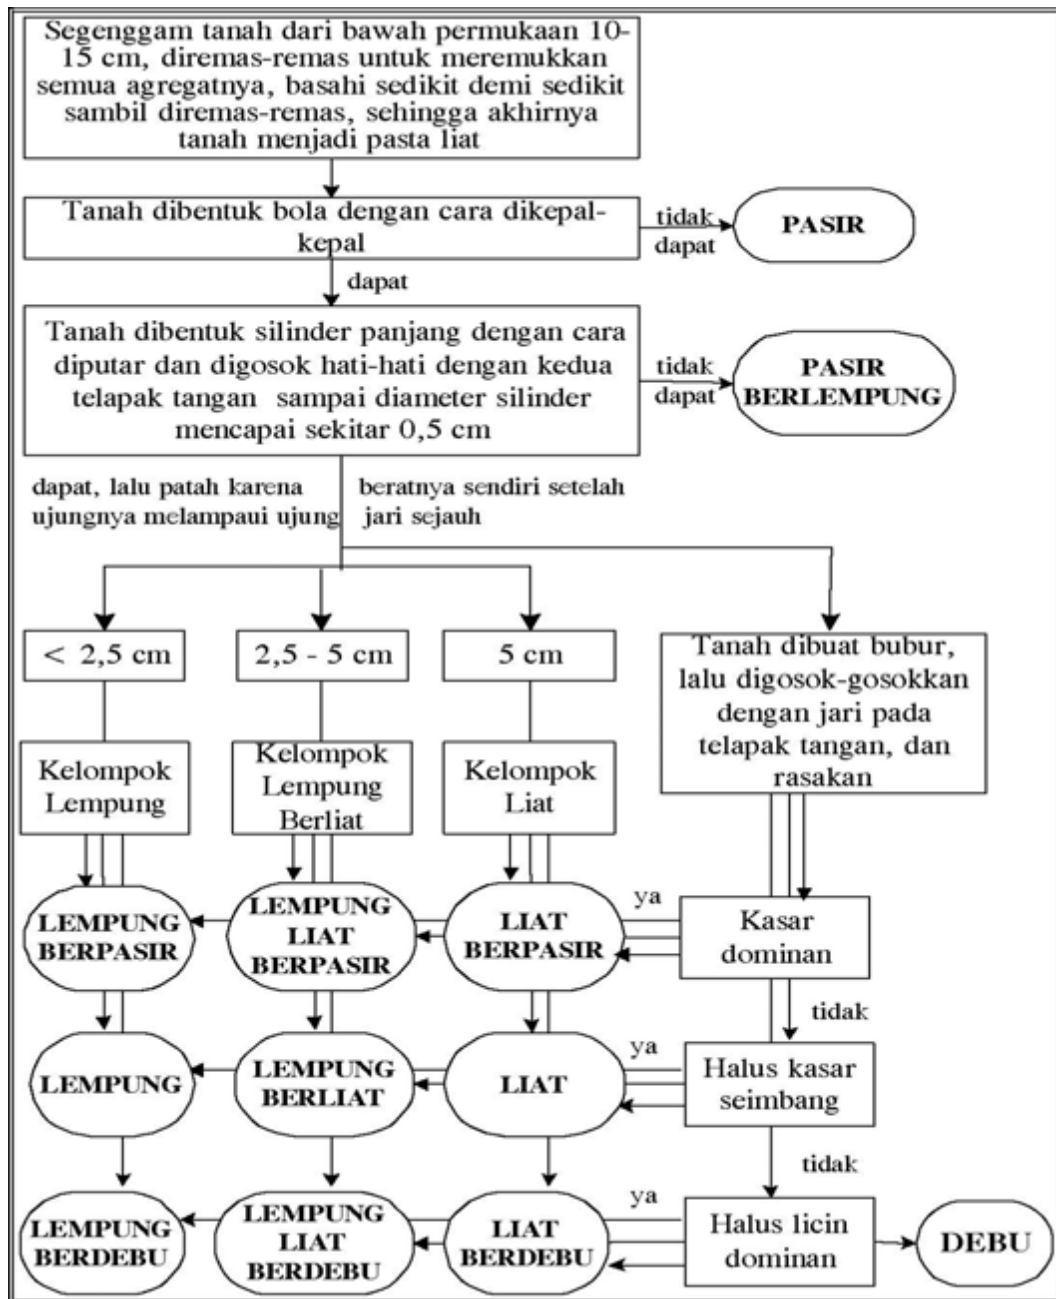 Segenggam tanah dari bawah permukaan 10-
15 cm, diremas-remas untuk meremukkan
semua agregatnya, basahi sedikit demi sedikit
sambil diremas-remas, sehingga akhirnya
tanah menjadi pasta liat
Tanah dibentuk bola dengan cara dikepal-
kepal
tidak
dapat
PASIR
dapat
Tanah dibentuk silinder panjang dengan cara
diputar dan digosok hati-hati dengan kedua
telapak tangan sampai diameter silinder
mencapai sekitar 0,5 cm
tidak
dapat
PASIR
BERLEMPUNG
dapat, lalu patah karena beratnya sendiri setelah
ujungnya melampaui ujung jari sejauh
< 2,5 cm
2,5 - 5 cm
5 cm
Tanah dibuat bubur,
lalu digosok-gosokkan
dengan jari pada
telapak tangan, dan
rasakan
Kelompok
Lempung
Kelompok
Lempung
Berliat
Kelompok
Liat
LEMPUNG
BERPASIR
LEMPUNG
LIAT
BERPASIR
LIAT
BERPASIR
ya
Kasar
dominan
tidak
LEMPUNG
LEMPUNG
BERLIAT
LIAT
ya
Halus kasar
seimbang
tidak
LEMPUNG
BERDEBU
LEMPUNG
LIAT
BERDEBU
LIAT
BERDEBU
ya
Halus licin
dominan
DEBU